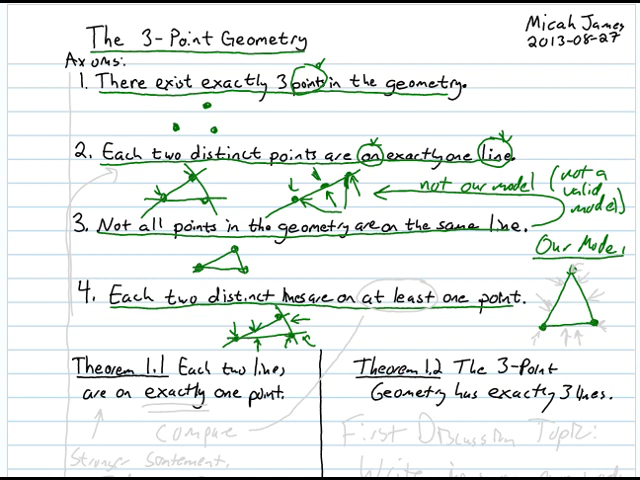 The 3-Point Geometry
Micah James
2013-08-27
Axioms:
1. There exist exactly 3 points in the geometry.
2. Each two distinct points are on exactly one line.
not our model (not a valid model)
3. Not all points in the geometry are on the same line.
Our Model
4. Each two distinct lines are on at least one point.
Theorem 1.1 Each two lines
are on exactly one point.
Compare
Stronger
Theorem 1.2 The 3-Point
Geometry has exactly 3 lines.
First Discussion Topic:
Write